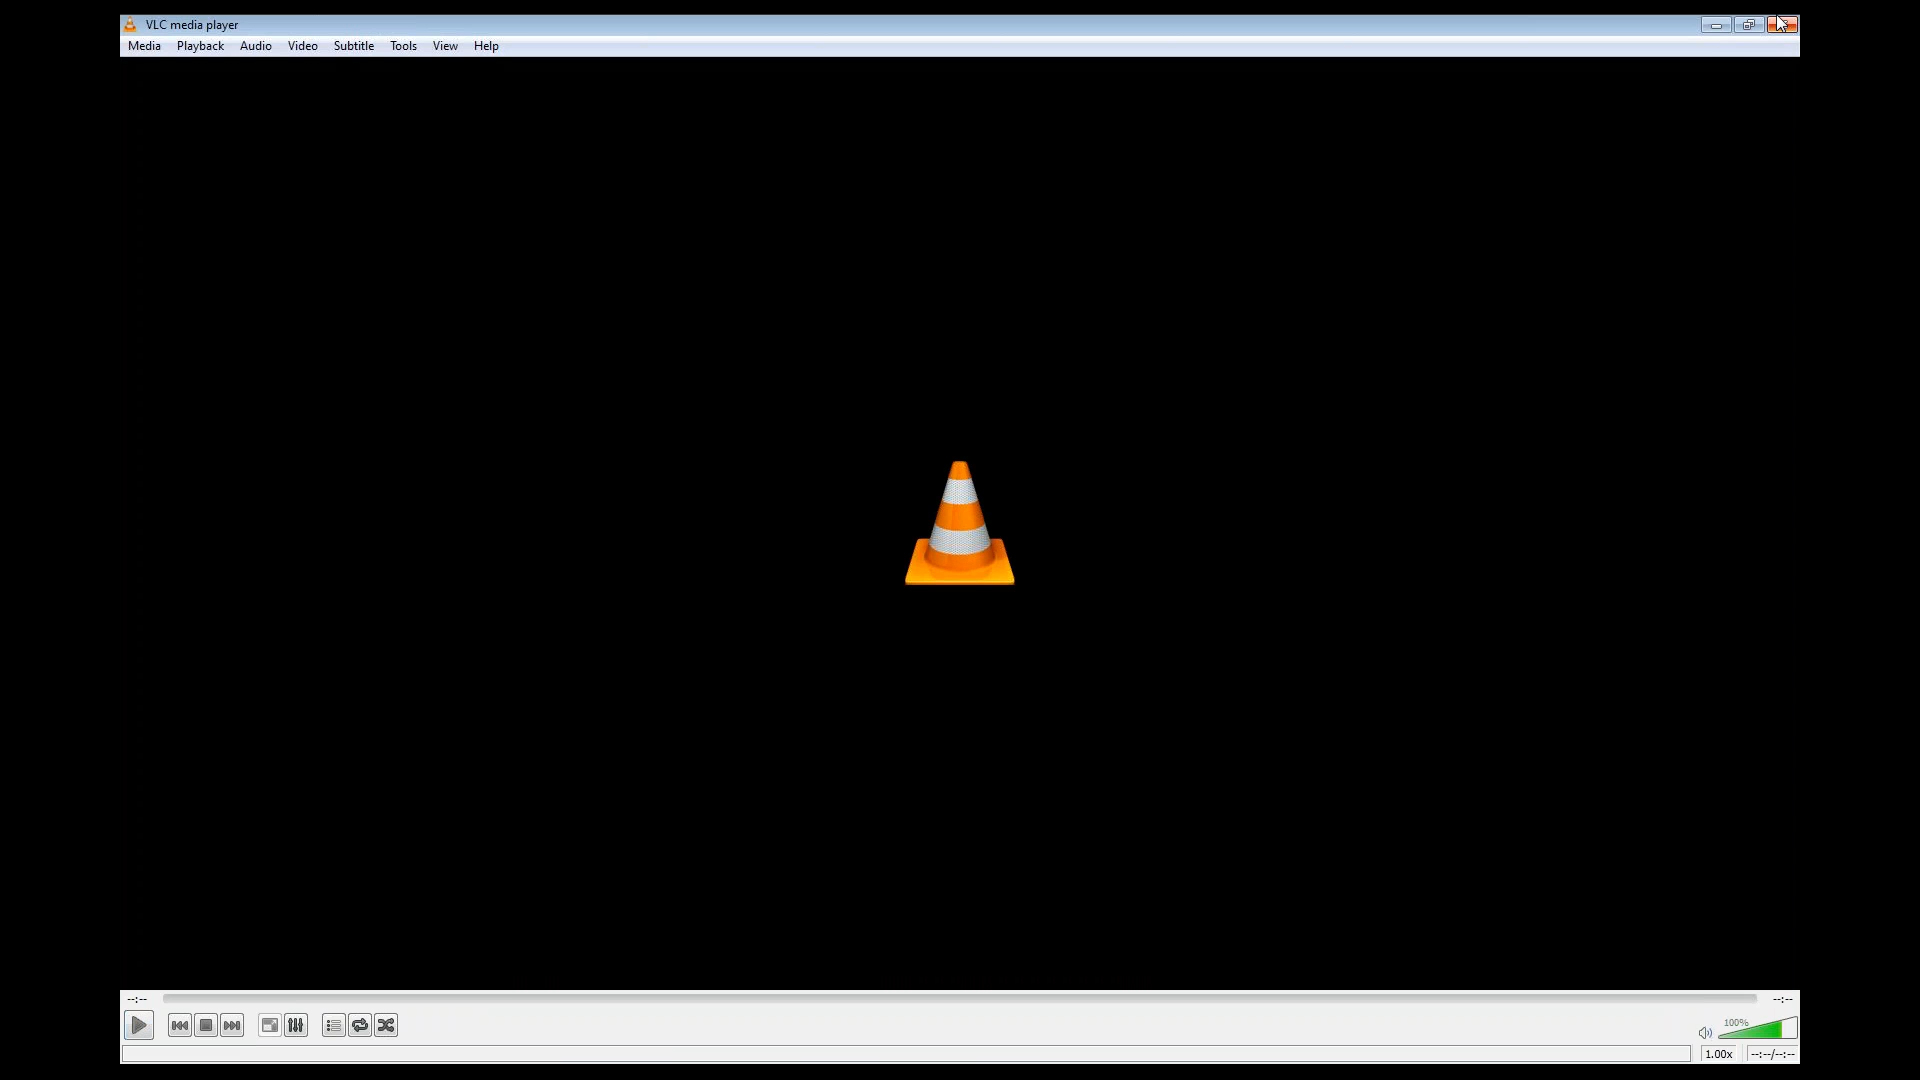 VLC media player
Media Playback Audio Video Subtitle Tools View Help
--:-- --:--
100%
1.00x --:--/--:--